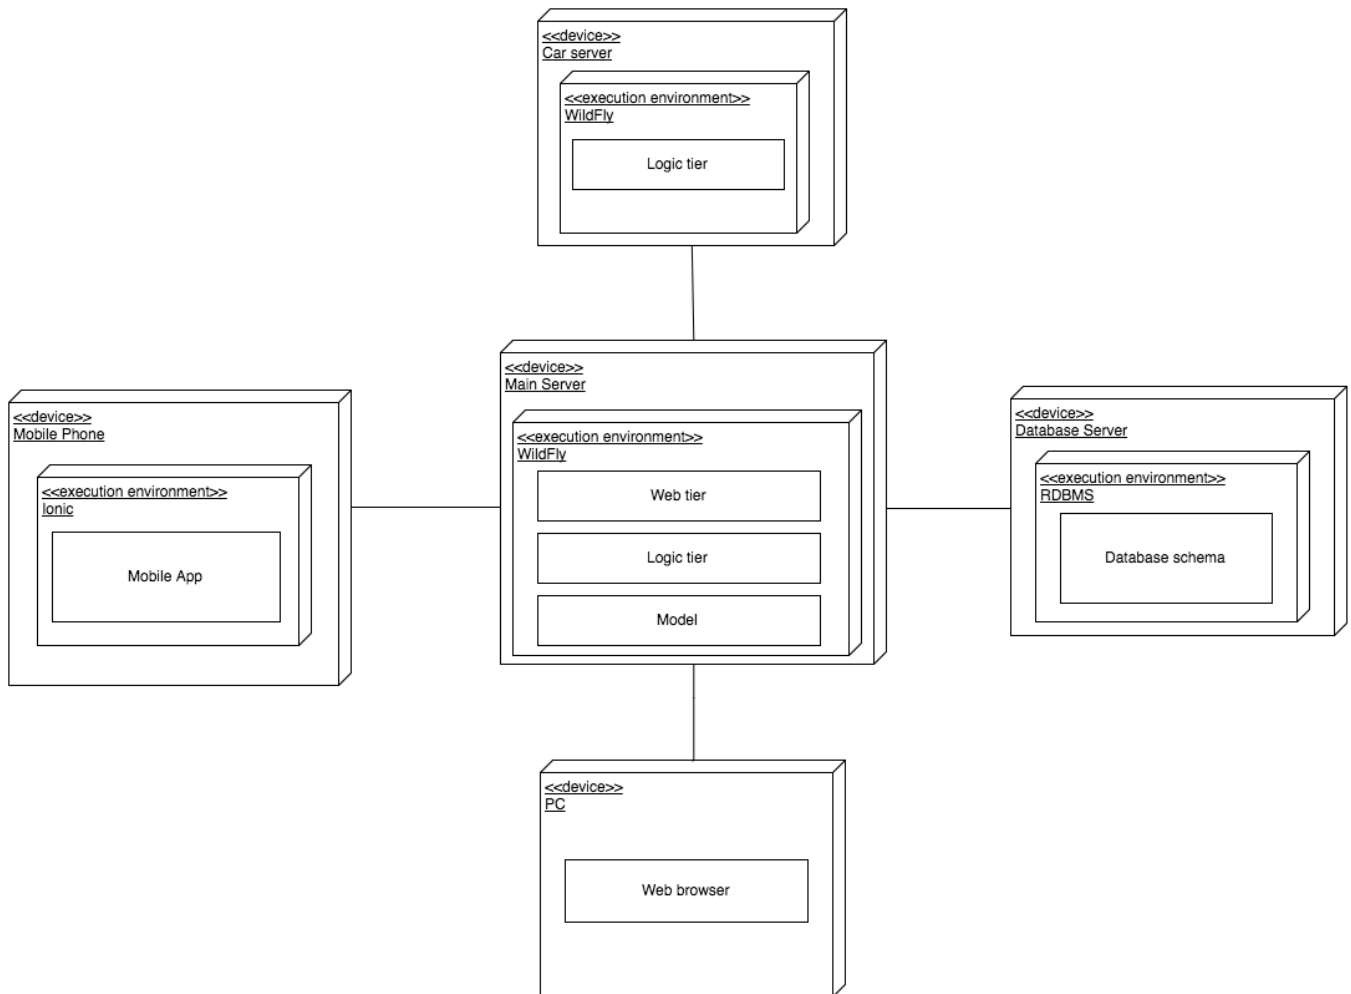 <<device>>
Car server
<<execution environment>>
WildFly
Logic tier
<<device>>
Main Server
<<execution environment>>
WildFly
Web tier
Logic tier
Model
<<device>>
Mobile Phone
<<execution environment>>
Ionic
Mobile App
<<device>>
Database Server
<<execution environment>>
RDBMS
Database schema
<<device>>
PC
Web browser